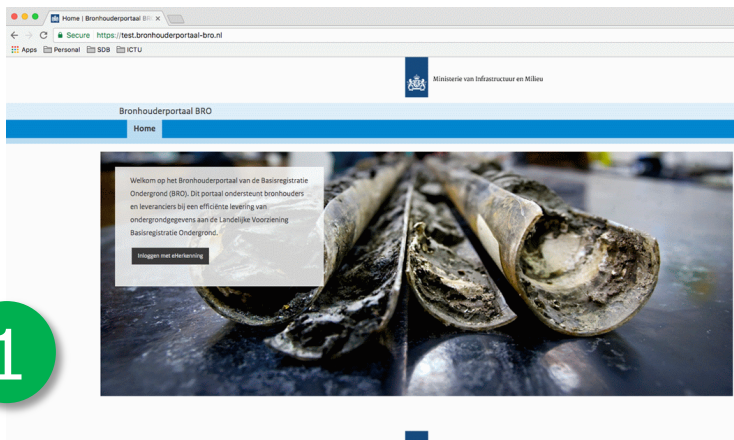 Home | Bronhouderportaal BR
Secure https://test.bronhouderportaal-bro.nl
Apps Personal SDB ICTU
Ministerie van Infrastructuur en Milieu
Bronhouderportaal BRO
Home
Welkom op het Bronhouderportaal van de Basisregistratie
Ondergrond (BRO). Dit portaal ondersteunt bronhouders
en leveranciers bij een efficiënte levering van
ondergrondgegevens aan de Landelijke Voorziening
Basisregistratie Ondergrond.
Inloggen met eHerkenning
1